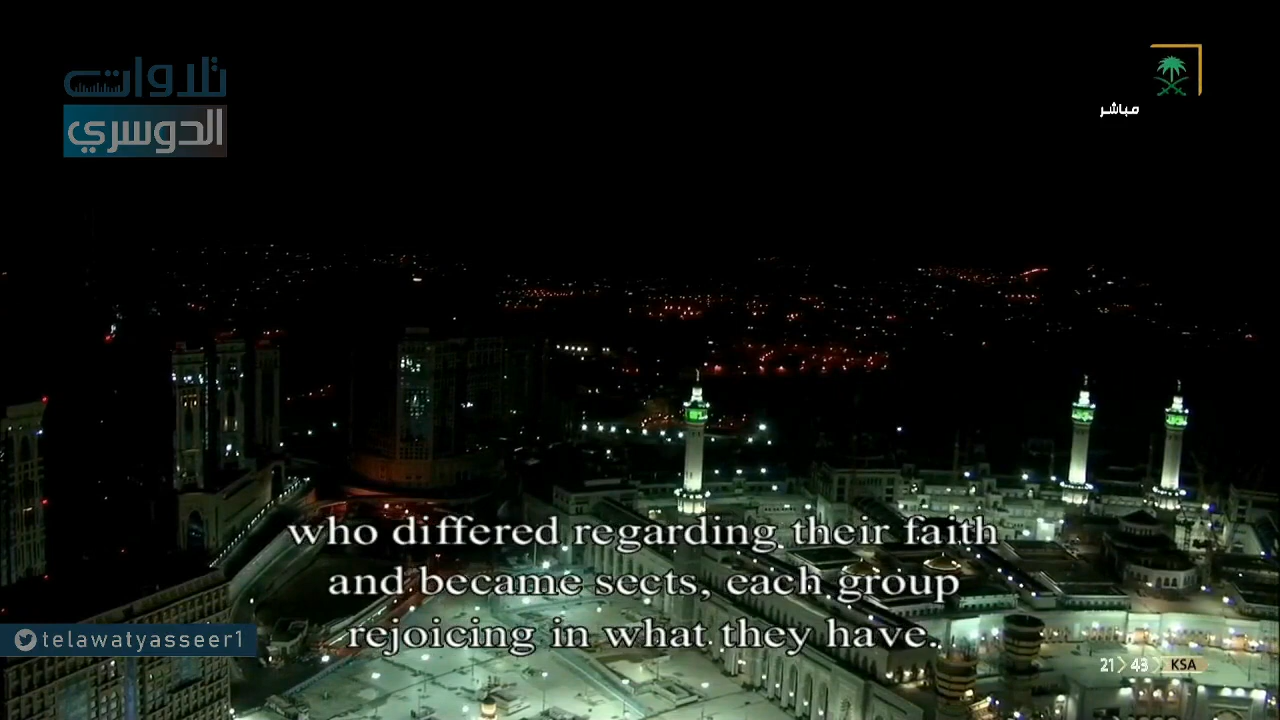 تلاوات
الدوسري
مباشر
who differed regarding their faith
and became sects, each group
rejoicing in what they have.
telawatyasseer1
21 43 KSA